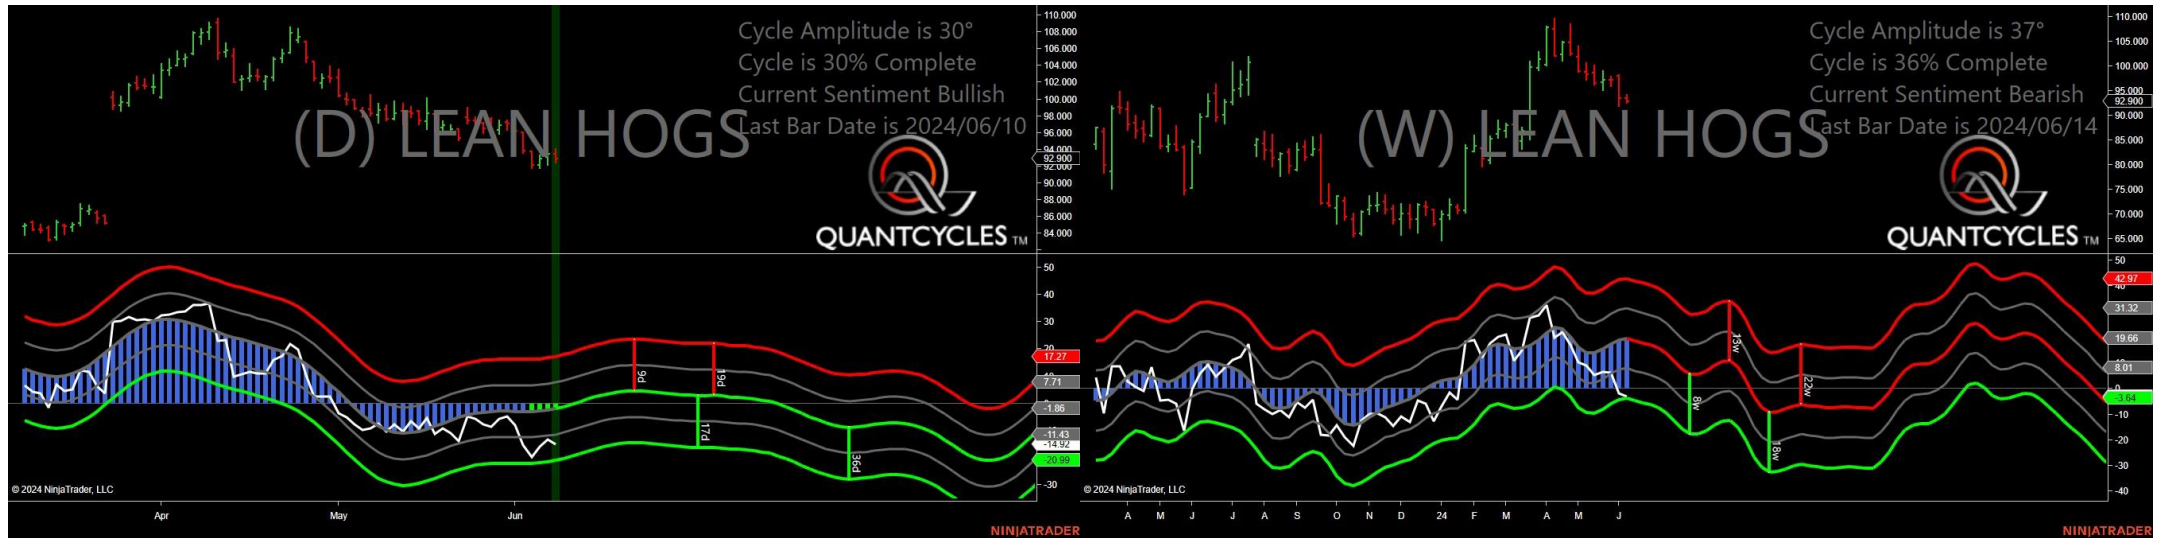 Cycle Amplitude is 30°
Cycle is 30% Complete
Current Sentiment Bullish
Last Bar Date is 2024/06/10
(D) LEAN HOGS
QUANTCYCLES TM
110.000
108.000
106.000
104.000
102.000
100.000
98.000
96.000
94.000
92.900
92.000
90.000
88.000
86.000
84.000
50
40
30
20
17.27
7.71
-1.86
-11.43
-14.92
-20.99
-30
9d
19d
17d
36d
© 2024 NinjaTrader, LLC
Apr May Jun
NINJATRADER
Cycle Amplitude is 37°
Cycle is 36% Complete
Current Sentiment Bearish
Last Bar Date is 2024/06/14
(W) LEAN HOGS
QUANTCYCLES TM
110.000
105.000
100.000
95.000
92.900
90.000
85.000
80.000
75.000
70.000
65.000
50
42.97
40
31.32
19.66
8.01
0
-3.64
-10
-20
-30
-40
8w
13w
18w
22w
© 2024 NinjaTrader, LLC
A M J J A S O N D 24 F M A M J
NINJATRADER